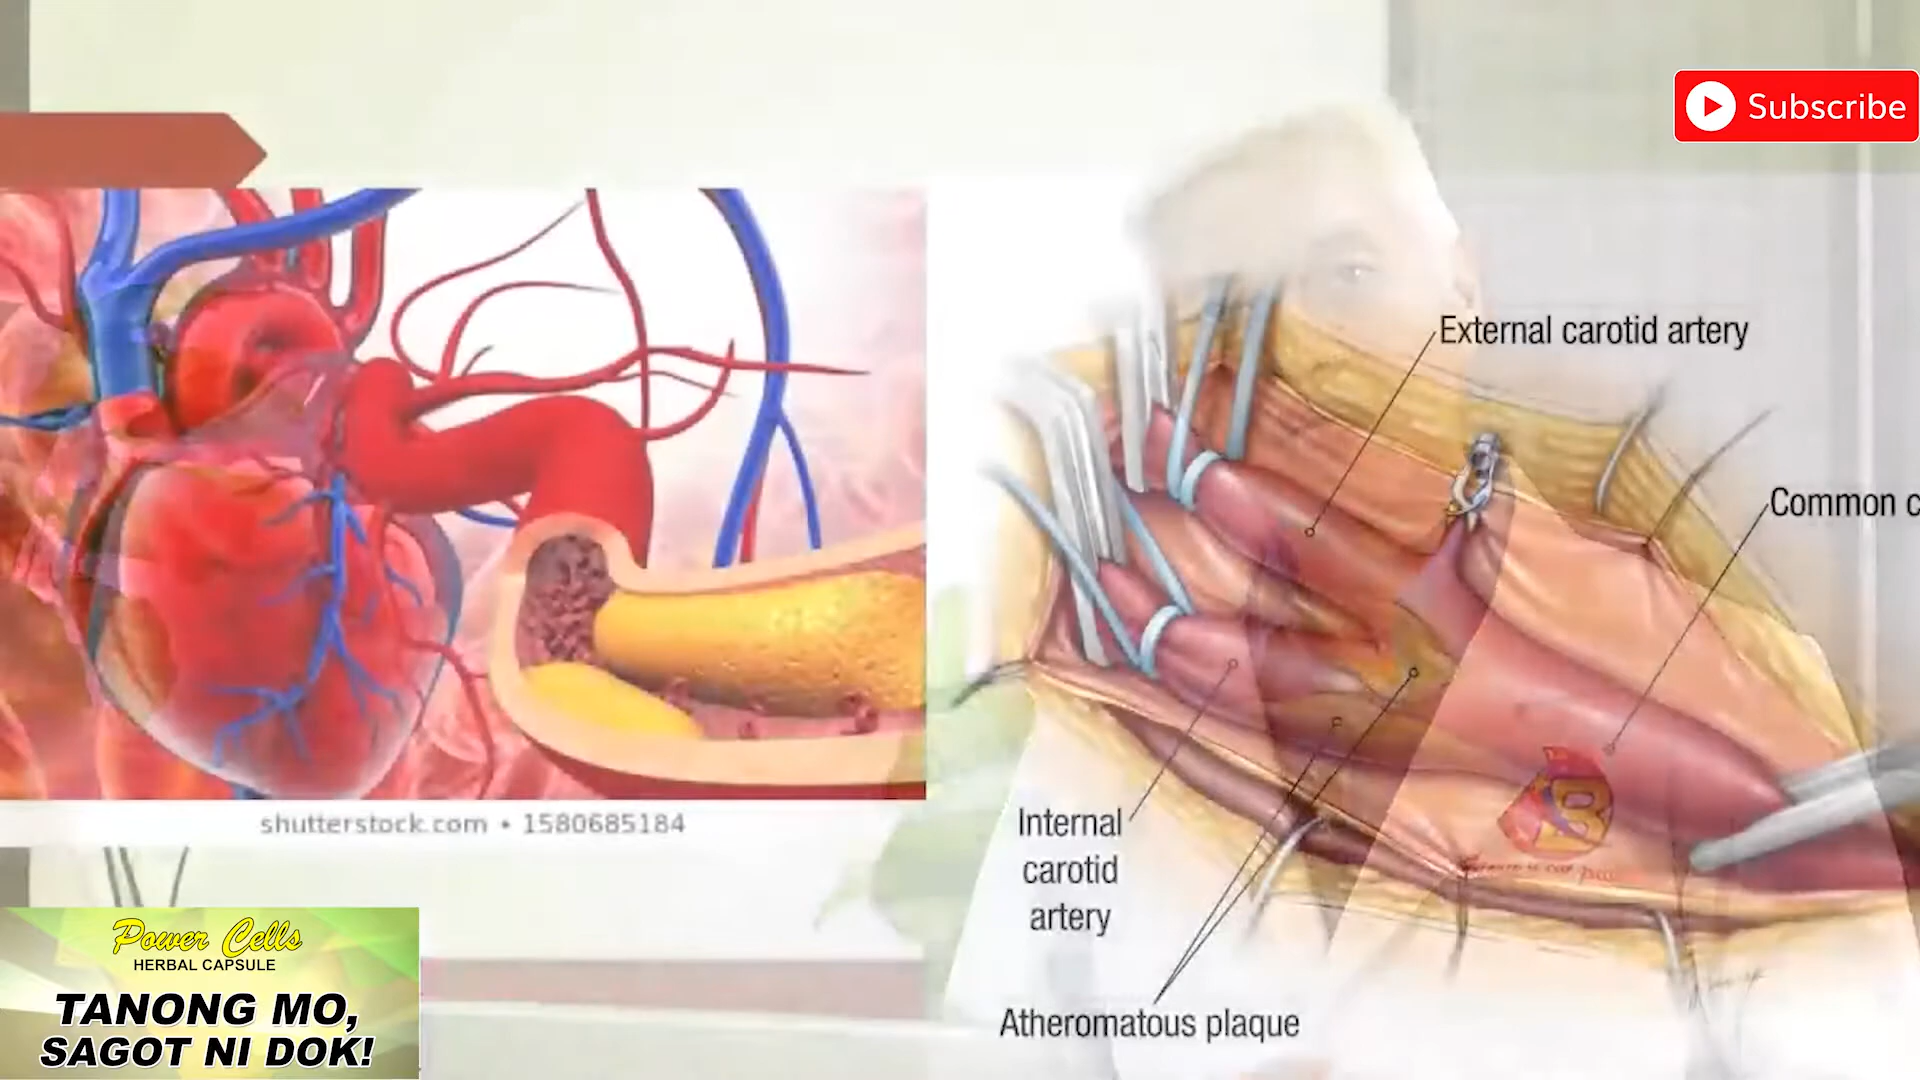 Subscribe
External carotid artery
Common c
shutterstock.com • 1580685184
Internal
carotid
artery
Atheromatous plaque
Power Cells
HERBAL CAPSULE
TANONG MO,
SAGOT NI DOK!